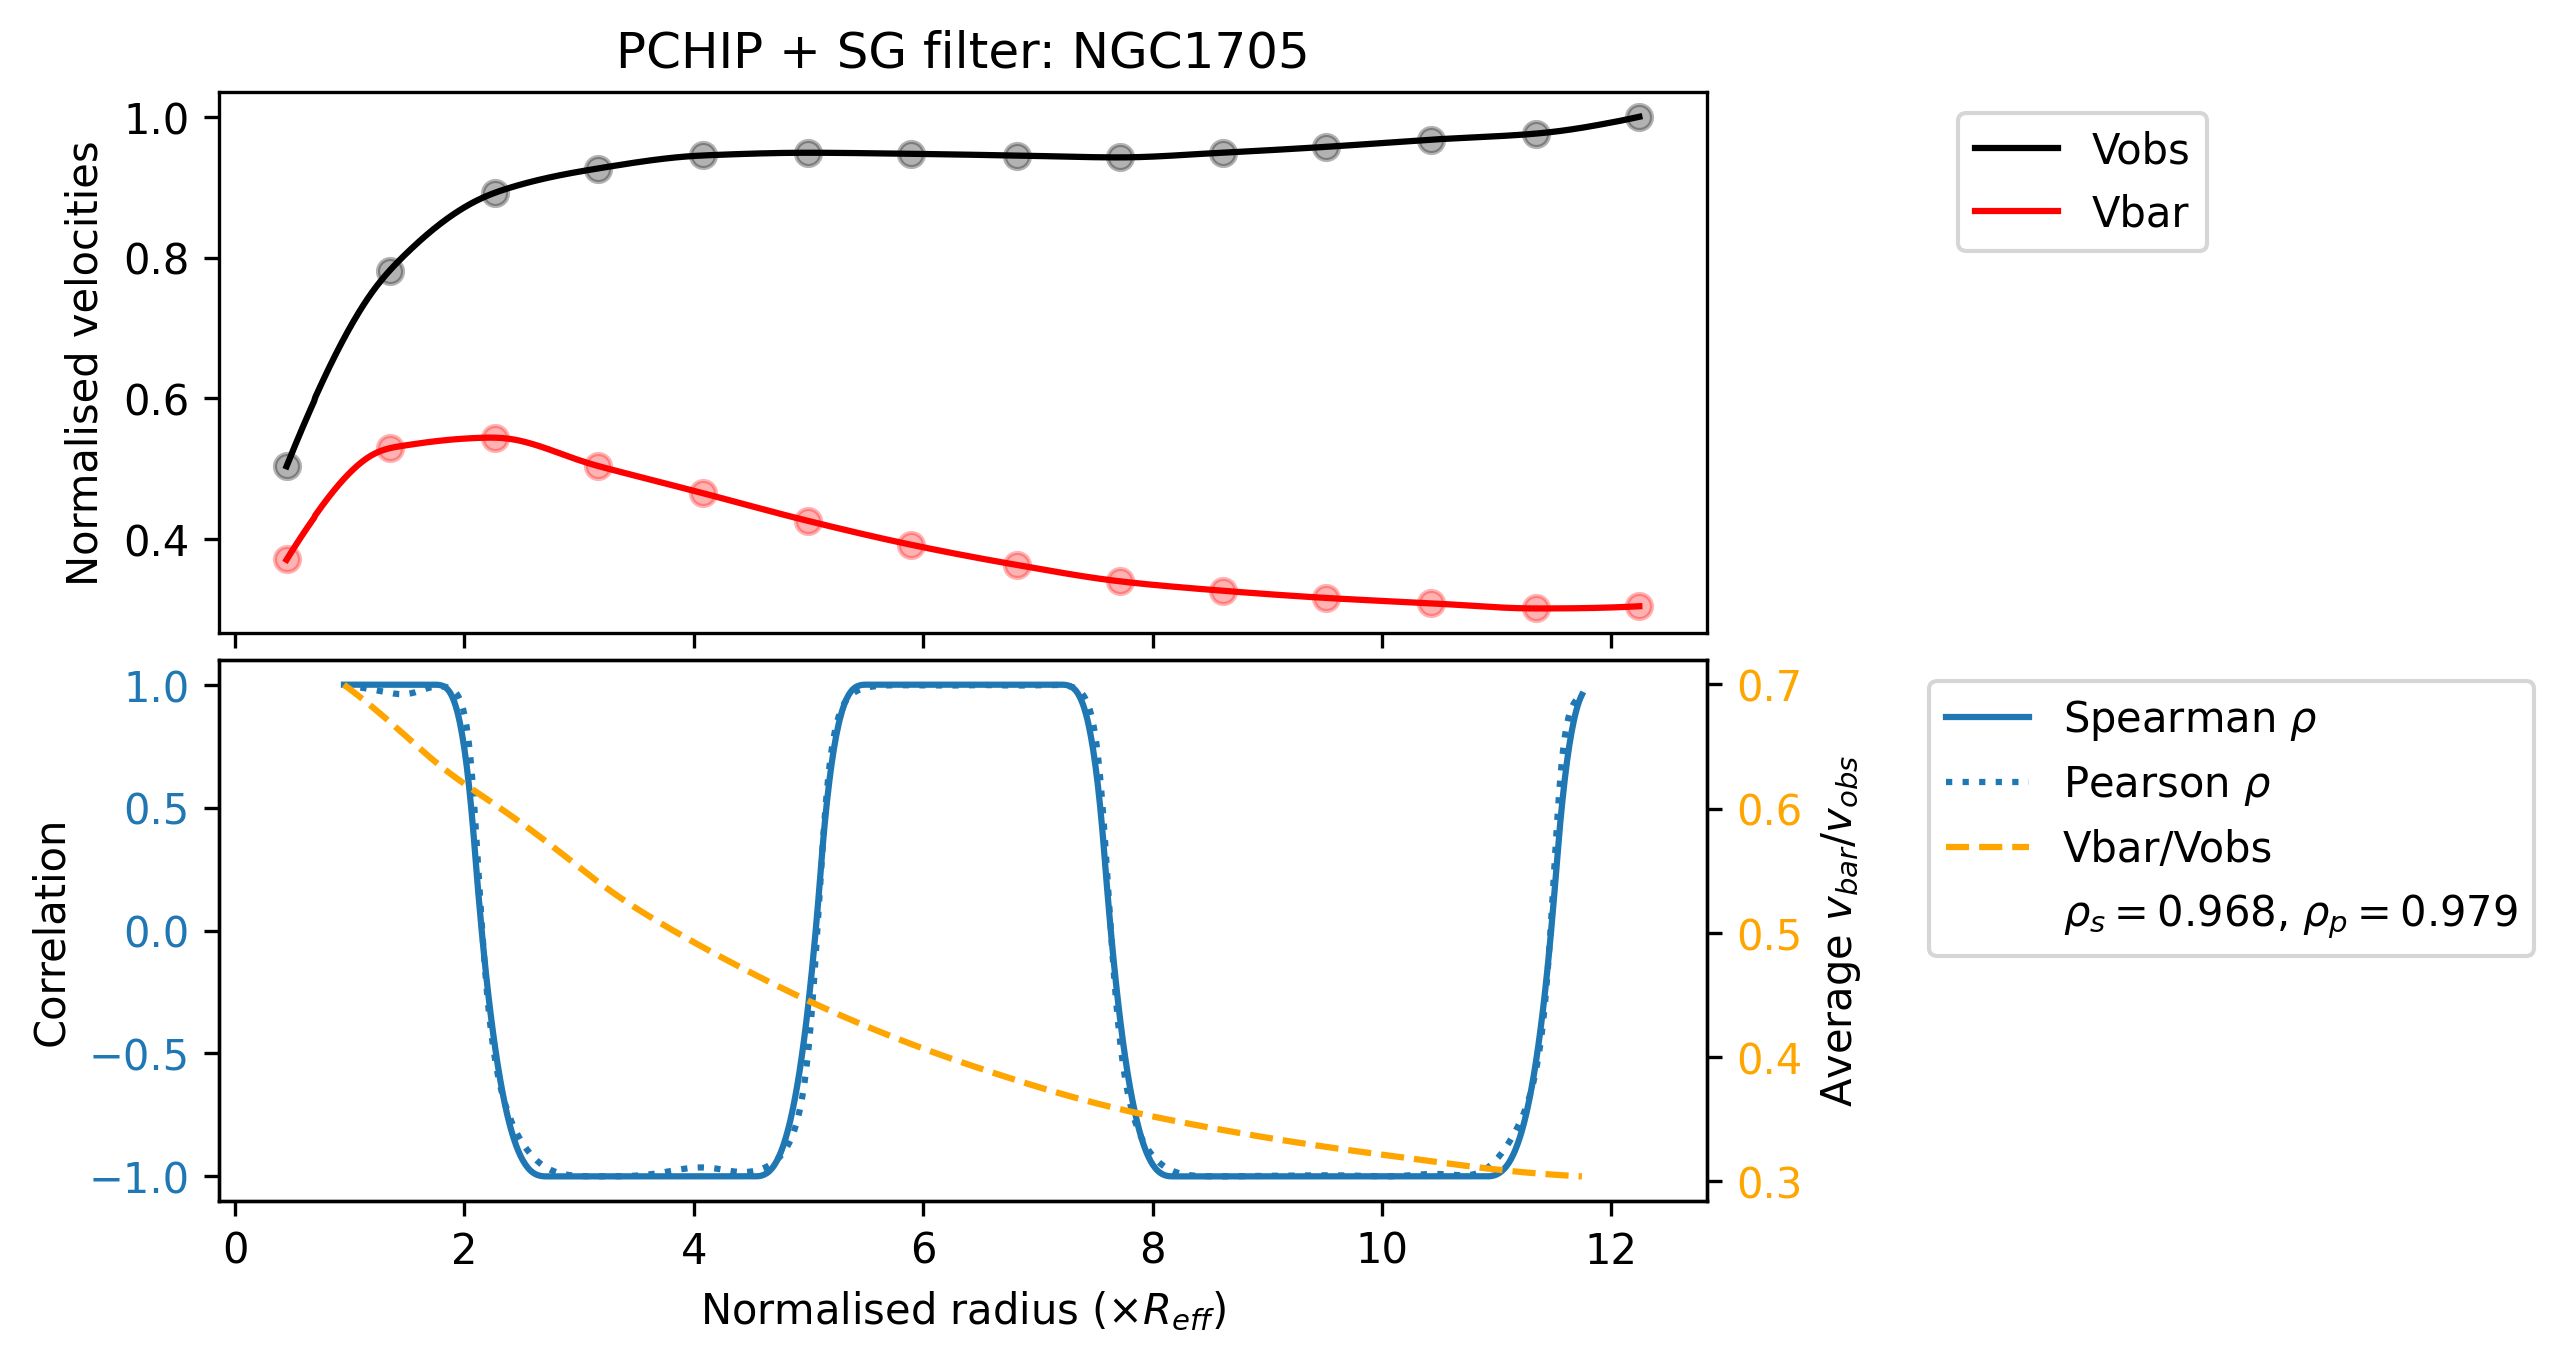 PCHIP + SG filter: NGC1705
Normalised velocities
1.0
0.8
0.6
0.4
Vobs
Vbar
Correlation
1.0
0.5
0.0
−0.5
−1.0
0.7
0.6
0.5
0.4
0.3
Average v_bar/v_obs
Spearman ρ
Pearson ρ
Vbar/Vobs
ρ_s = 0.968, ρ_p = 0.979
0 2 4 6 8 10 12
Normalised radius (×R_eff)